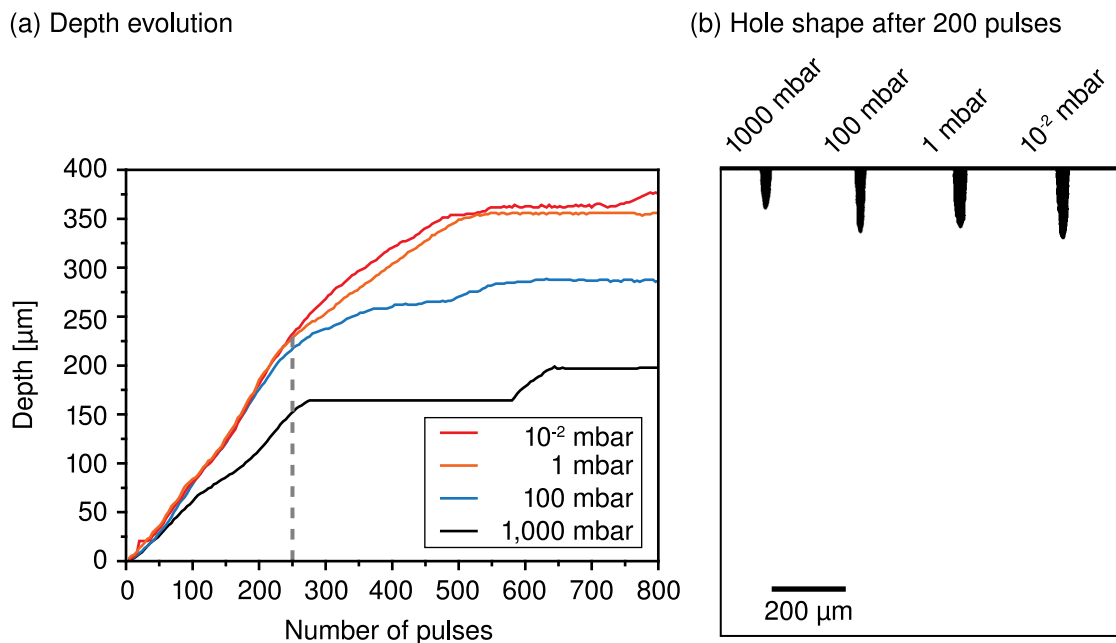 (a) Depth evolution
400
350
300
250
200
150
100
50
0
Depth [µm]
0 100 200 300 400 500 600 700 800
Number of pulses
10⁻² mbar
1 mbar
100 mbar
1,000 mbar
(b) Hole shape after 200 pulses
1000 mbar
100 mbar
1 mbar
10⁻² mbar
200 µm